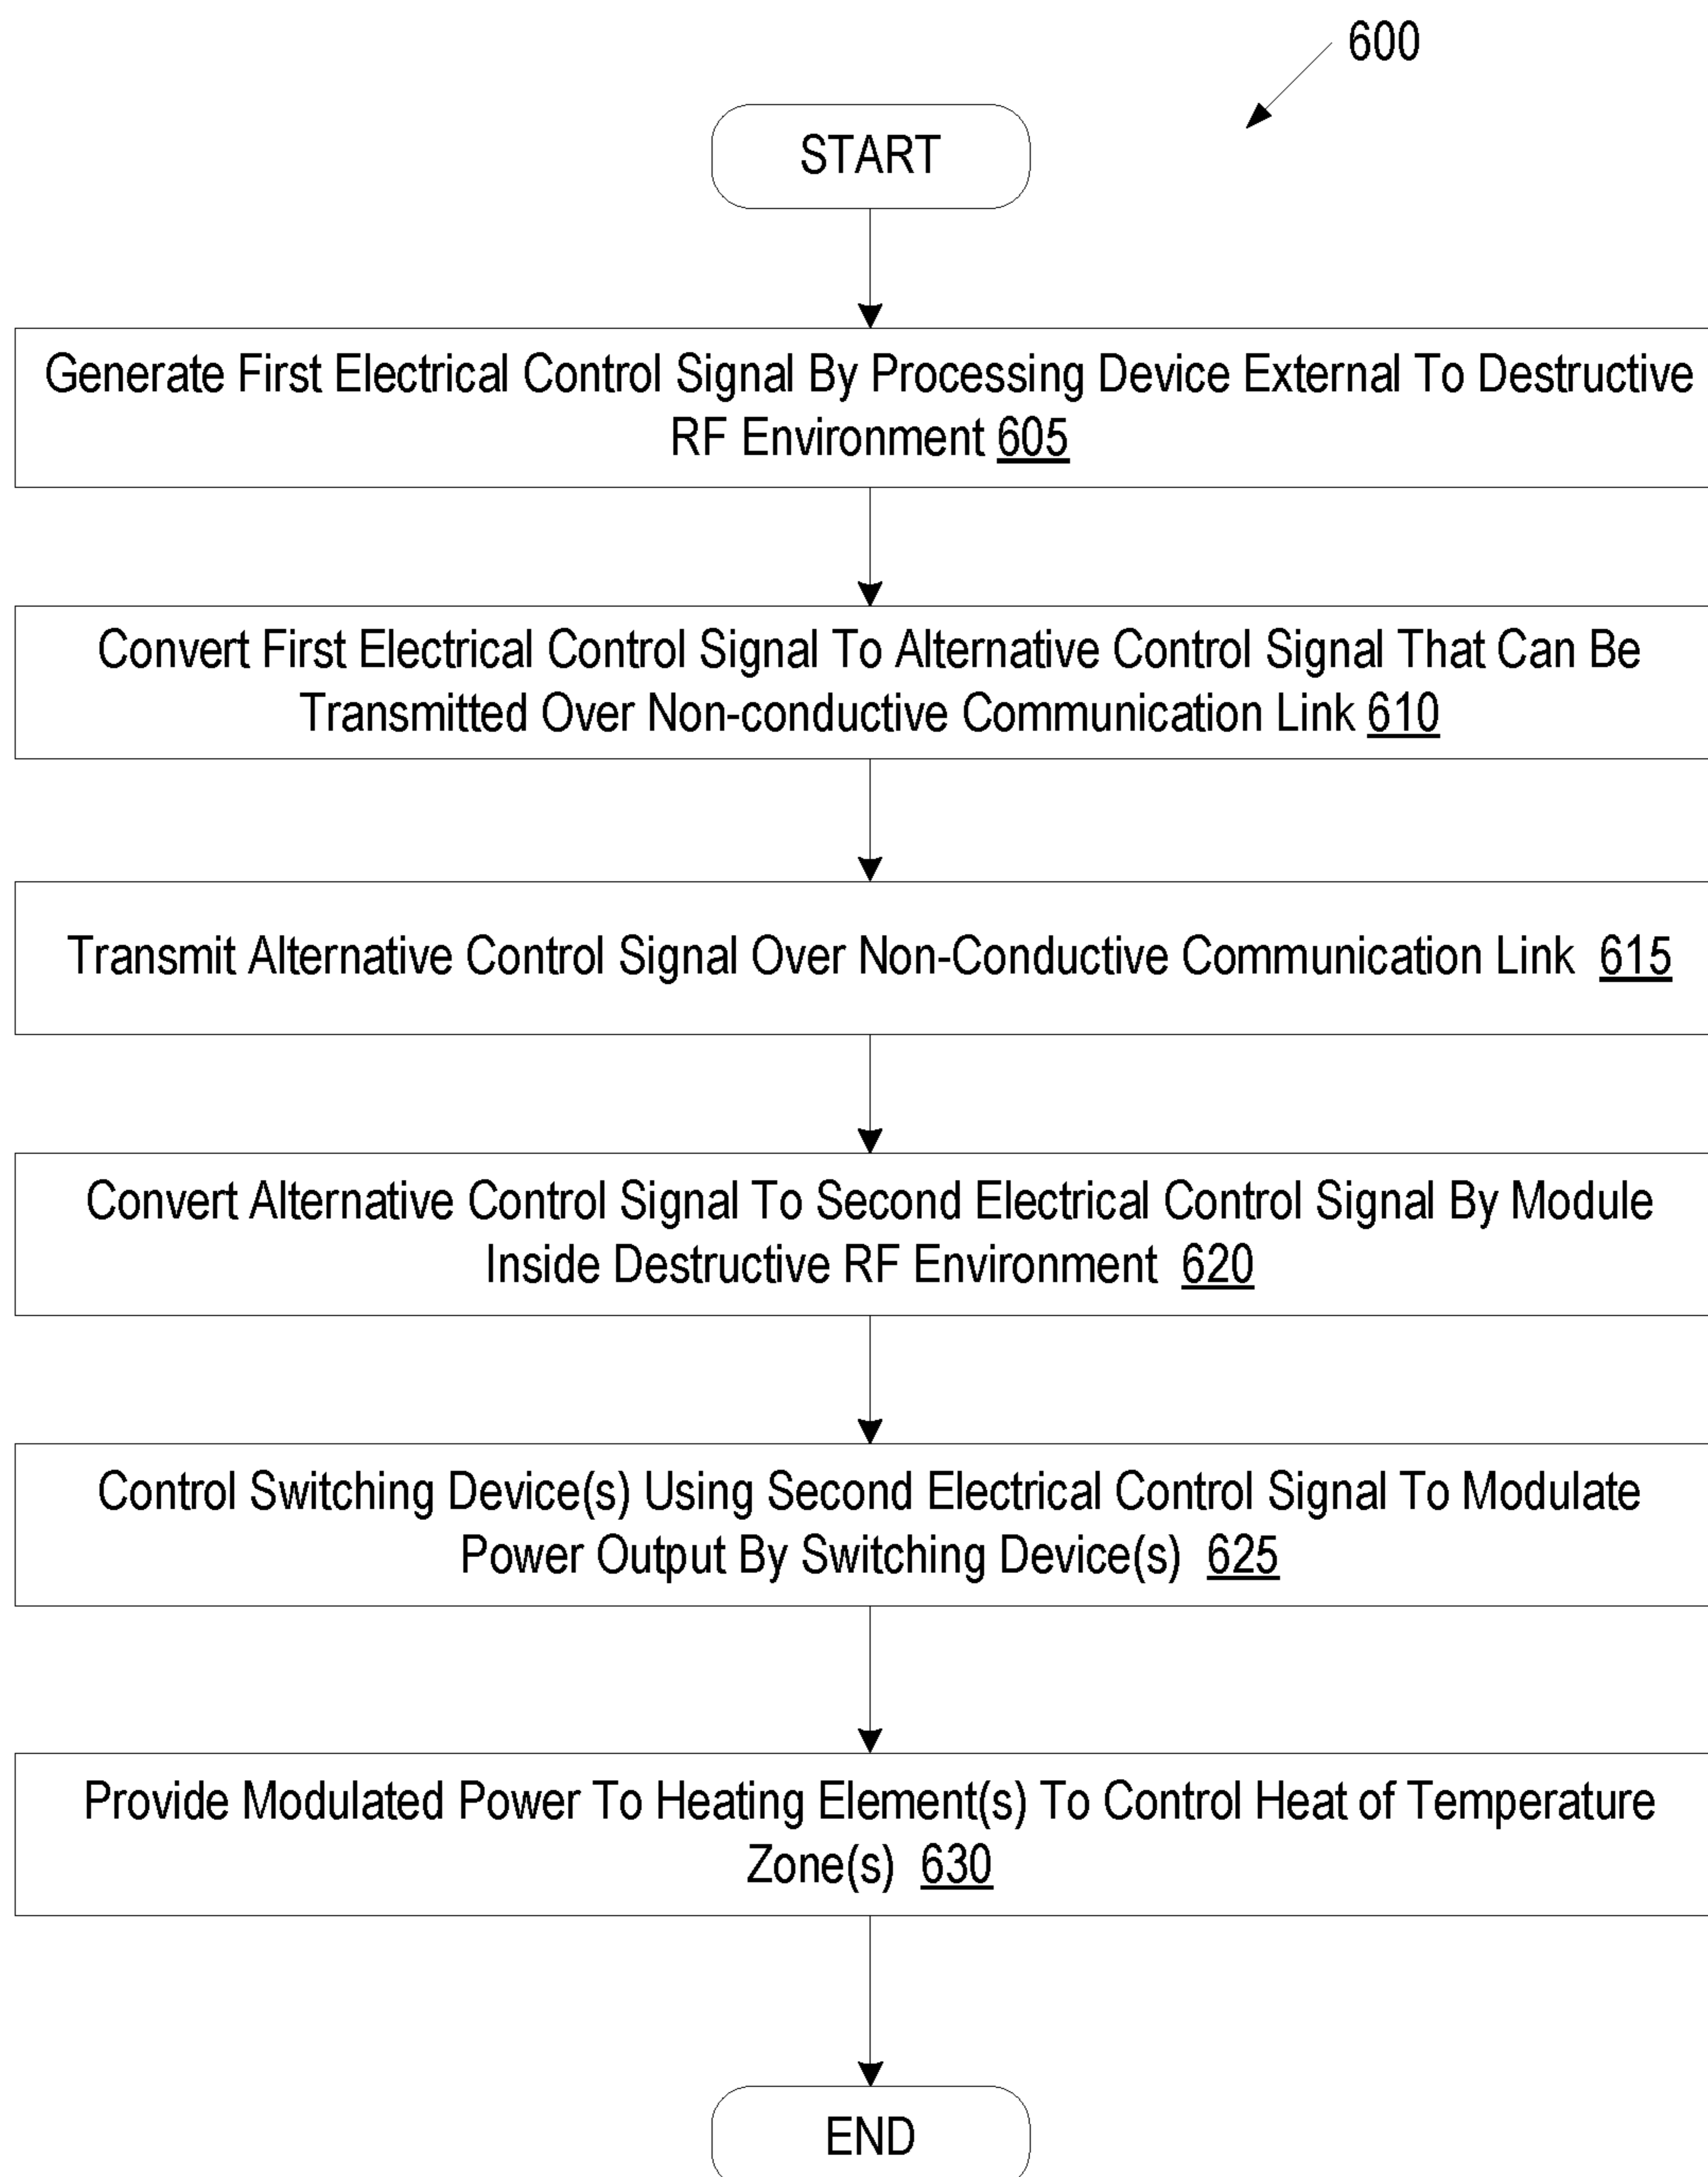 600
START
Generate First Electrical Control Signal By Processing Device External To Destructive
RF Environment 605
Convert First Electrical Control Signal To Alternative Control Signal That Can Be
Transmitted Over Non-conductive Communication Link 610
Transmit Alternative Control Signal Over Non-Conductive Communication Link 615
Convert Alternative Control Signal To Second Electrical Control Signal By Module
Inside Destructive RF Environment 620
Control Switching Device(s) Using Second Electrical Control Signal To Modulate
Power Output By Switching Device(s) 625
Provide Modulated Power To Heating Element(s) To Control Heat of Temperature
Zone(s) 630
END